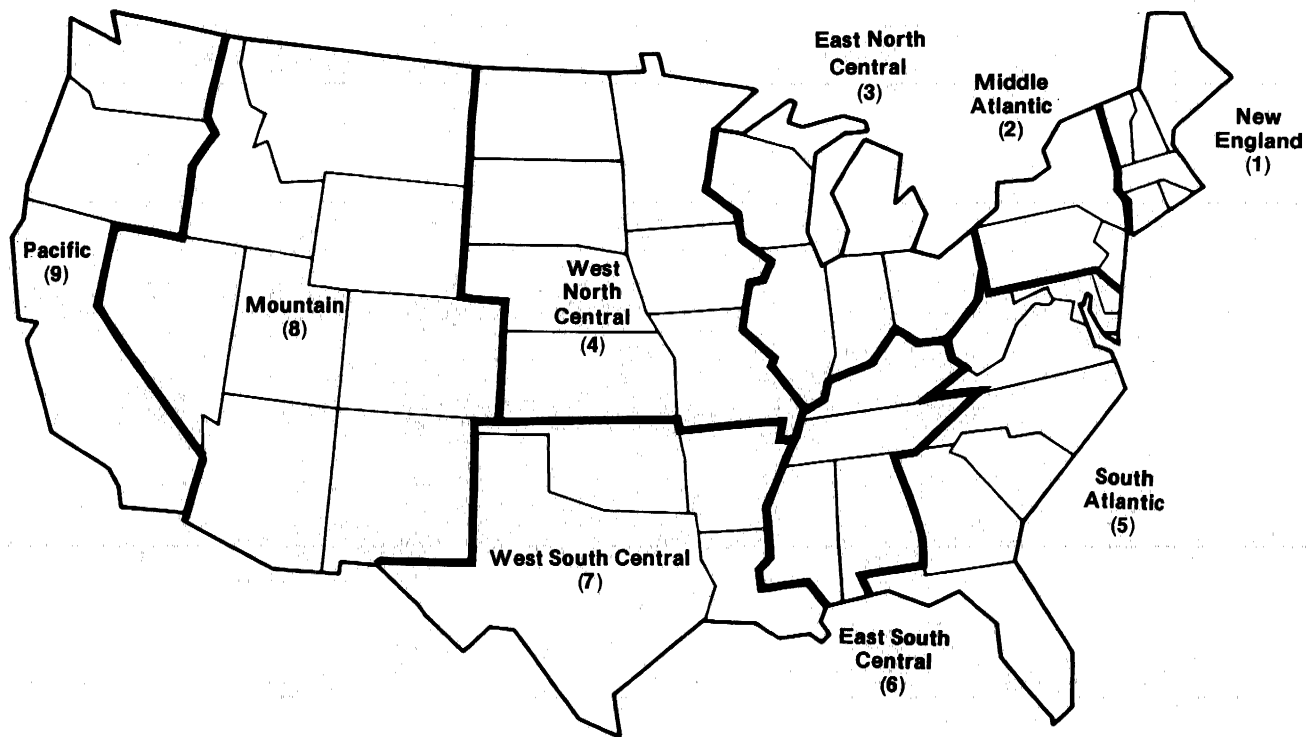 East North
Central
(3)
Middle
Atlantic
(2)
New
England
(1)
Pacific
(9)
Mountain
(8)
West
North
Central
(4)
South
Atlantic
(5)
West South Central
(7)
East South
Central
(6)